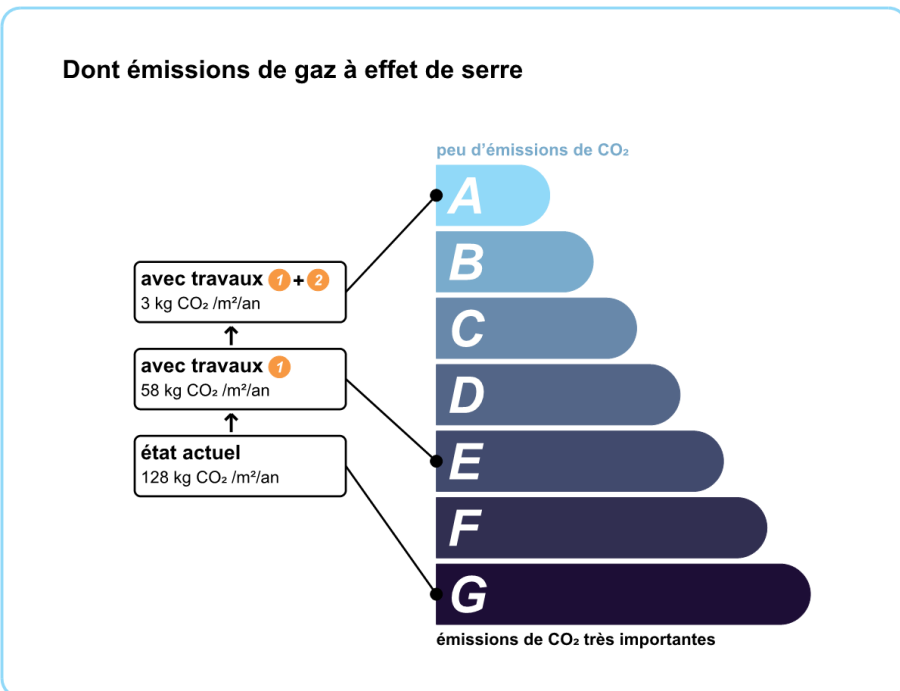 Dont émissions de gaz à effet de serre
peu d’émissions de CO₂
A
B
C
D
E
F
G
émissions de CO₂ très importantes
avec travaux 1 + 2
3 kg CO₂ /m²/an
↑
avec travaux 1
58 kg CO₂ /m²/an
↑
état actuel
128 kg CO₂ /m²/an